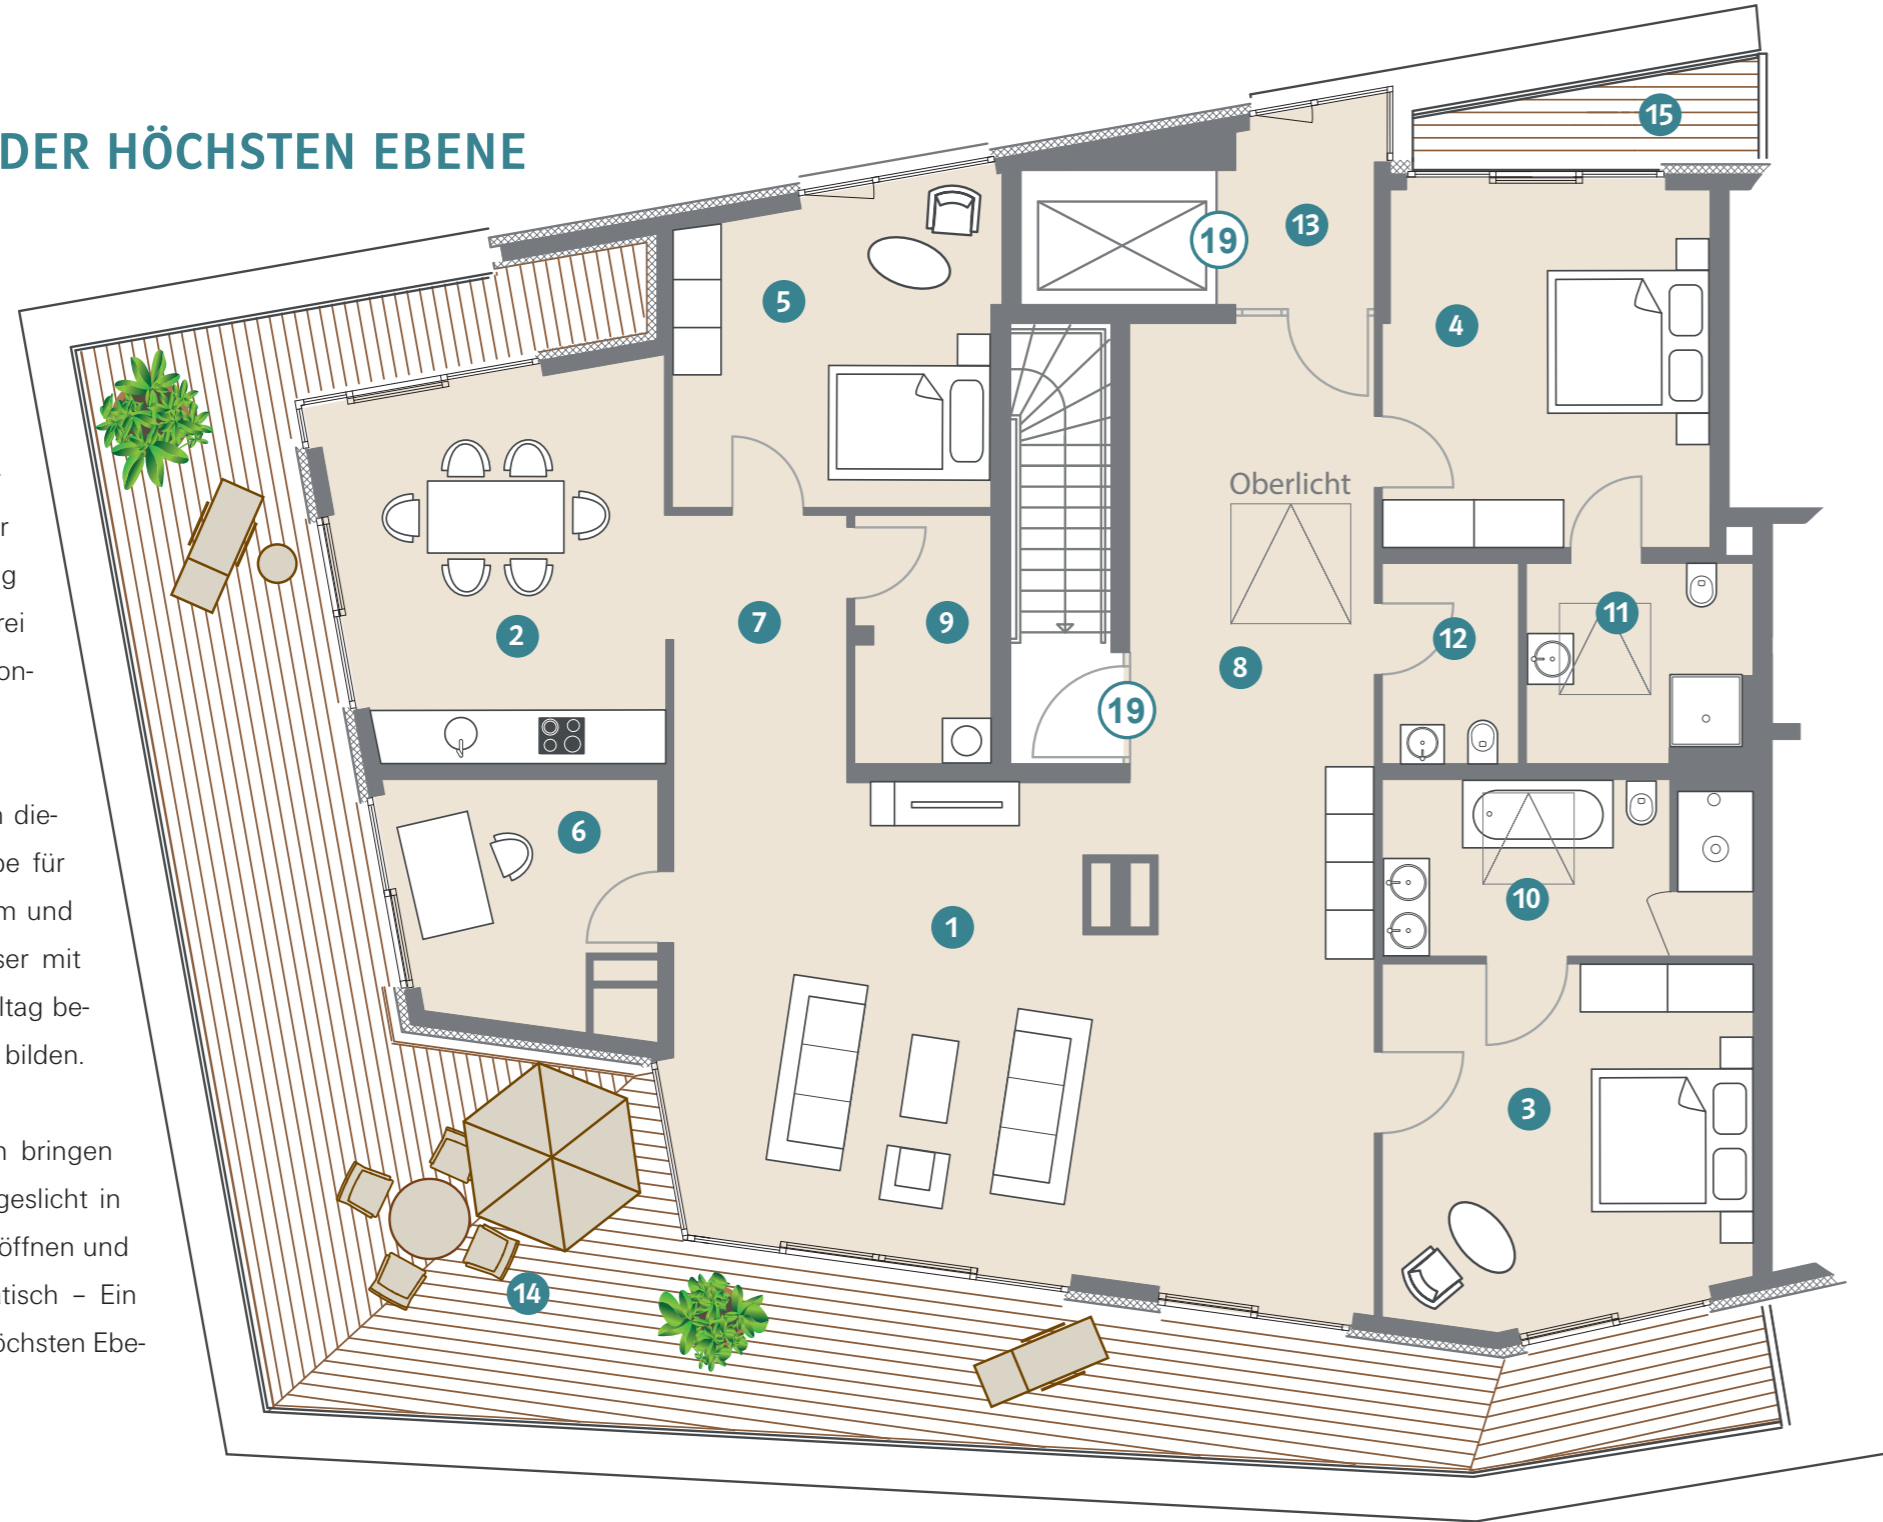 DER HÖCHSTEN EBENE
r
g
rei
on-
n die-
be für
m und
ser mit
ltag be-
bilden.
n bringen
geslicht in
öffnen und
tisch – Ein
öchsten Ebe-
15
19
13
5
4
Oberlicht
2
7
9
8
12
11
19
6
1
10
3
14